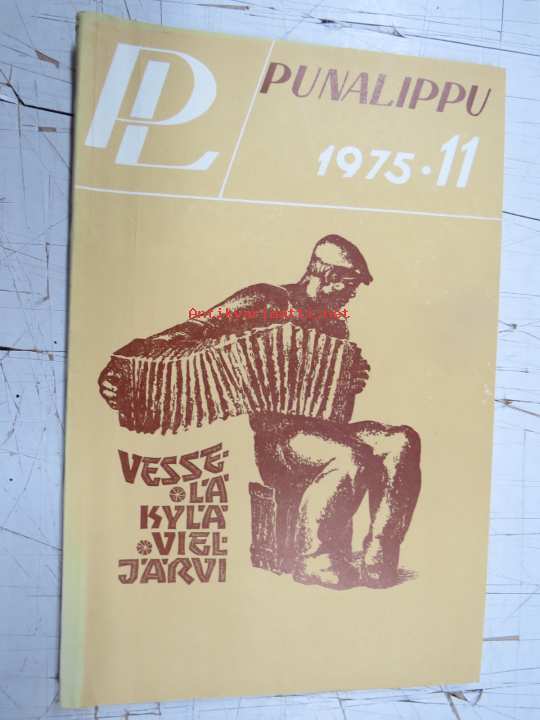 PL
PUNALIPPU
1975·11
Antikvariaatti.net
VESSE-
LÄ
KYLÄ
VIEL-
JÄRVI